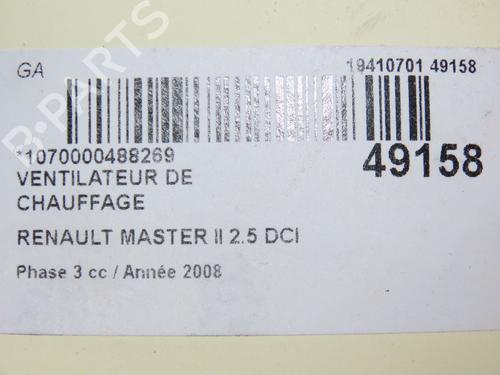 GA
19410701 49158
*1070000488269
49158
VENTILATEUR DE
CHAUFFAGE
RENAULT MASTER II 2.5 DCI
Phase 3 cc / Année 2008
B-PARTS